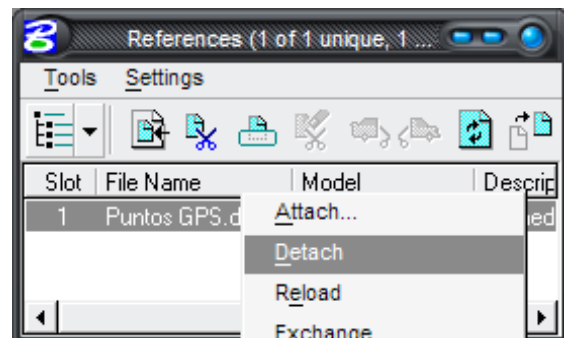 References (1 of 1 unique, 1 ...
Tools Settings
Slot File Name Model Descrip
1 Puntos GPS.d
Attach...
Detach
Reload
Exchange